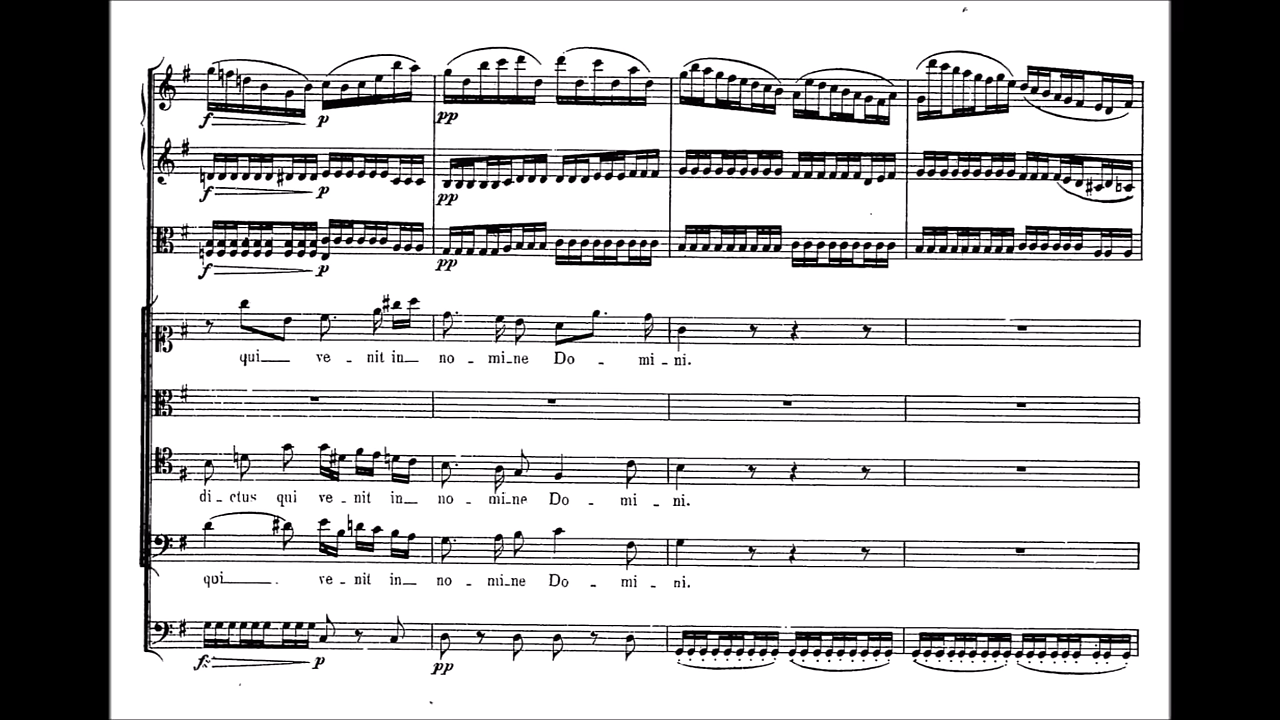 f p pp
f p pp
f p pp
qui ve - nit in no - mi-ne Do - mi - ni.
di - ctus qui ve - nit in no - mi-ne Do - mi - ni.
qui . ve - nit in no - mi-ne Do - mi - ni.
f p pp